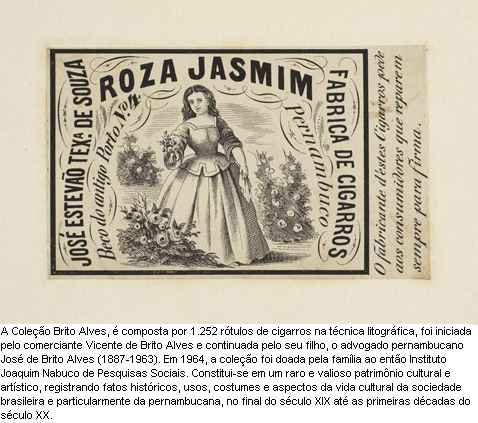 ROZA JASMIM
JOSÉ ESTEVÃO TEXª. DE SOUZA
Beco do antigo Porto Nº 4
Pernambuco
FABRICA DE CIGARROS
O fabricante d'estes Cigarros péde
aos consumidores que reparem
sempre para firma.
A Coleção Brito Alves, é composta por 1.252 rótulos de cigarros na técnica litográfica, foi iniciada
pelo comerciante Vicente de Brito Alves e continuada pelo seu filho, o advogado pernambucano
José de Brito Alves (1887-1963). Em 1964, a coleção foi doada pela família ao então Instituto
Joaquim Nabuco de Pesquisas Sociais. Constitui-se em um raro e valioso patrimônio cultural e
artístico, registrando fatos históricos, usos, costumes e aspectos da vida cultural da sociedade
brasileira e particularmente da pernambucana, no final do século XIX até as primeiras décadas do
século XX.